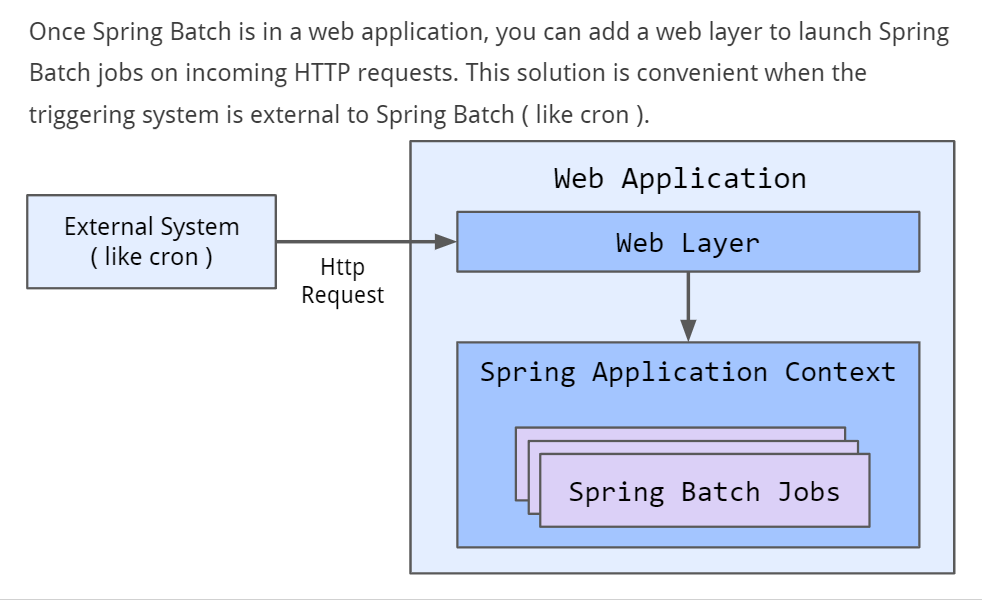 Once Spring Batch is in a web application, you can add a web layer to launch Spring
Batch jobs on incoming HTTP requests. This solution is convenient when the
triggering system is external to Spring Batch ( like cron ).
Web Application
External System
( like cron )
Http
Request
Web Layer
Spring Application Context
Spring Batch Jobs